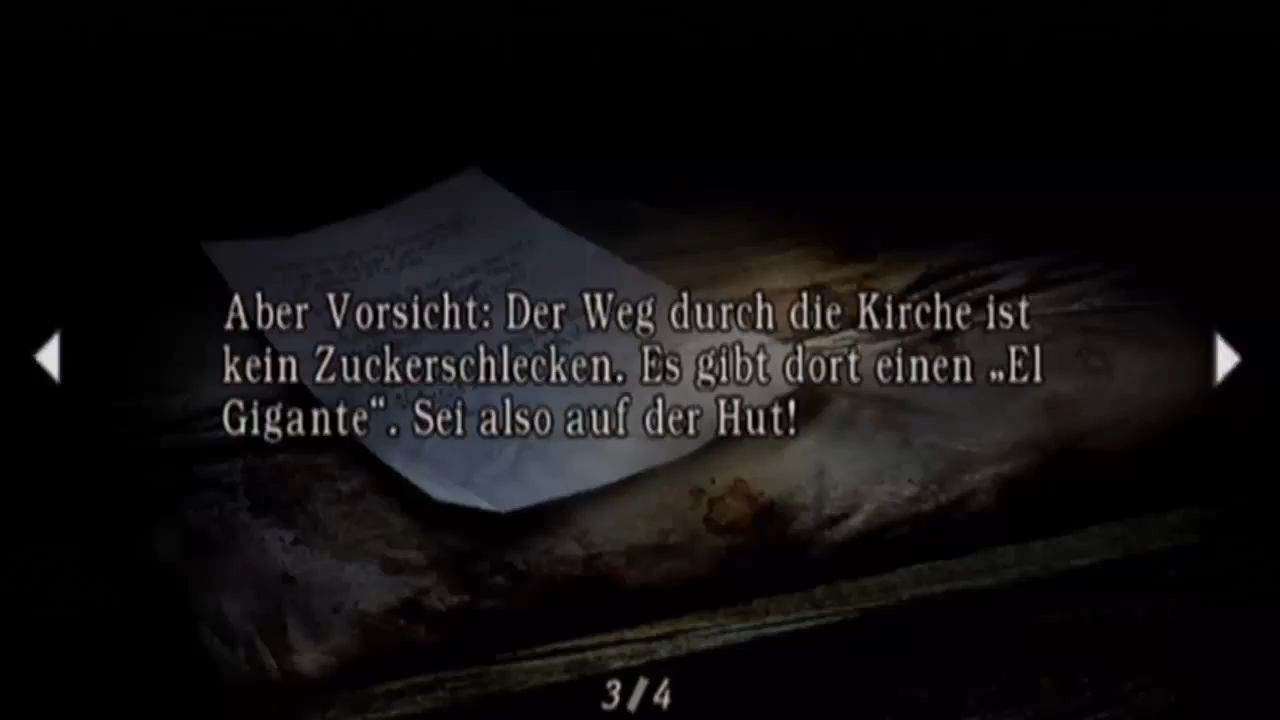 Aber Vorsicht: Der Weg durch die Kirche ist
kein Zuckerschlecken. Es gibt dort einen „El
Gigante“. Sei also auf der Hut!
3/4